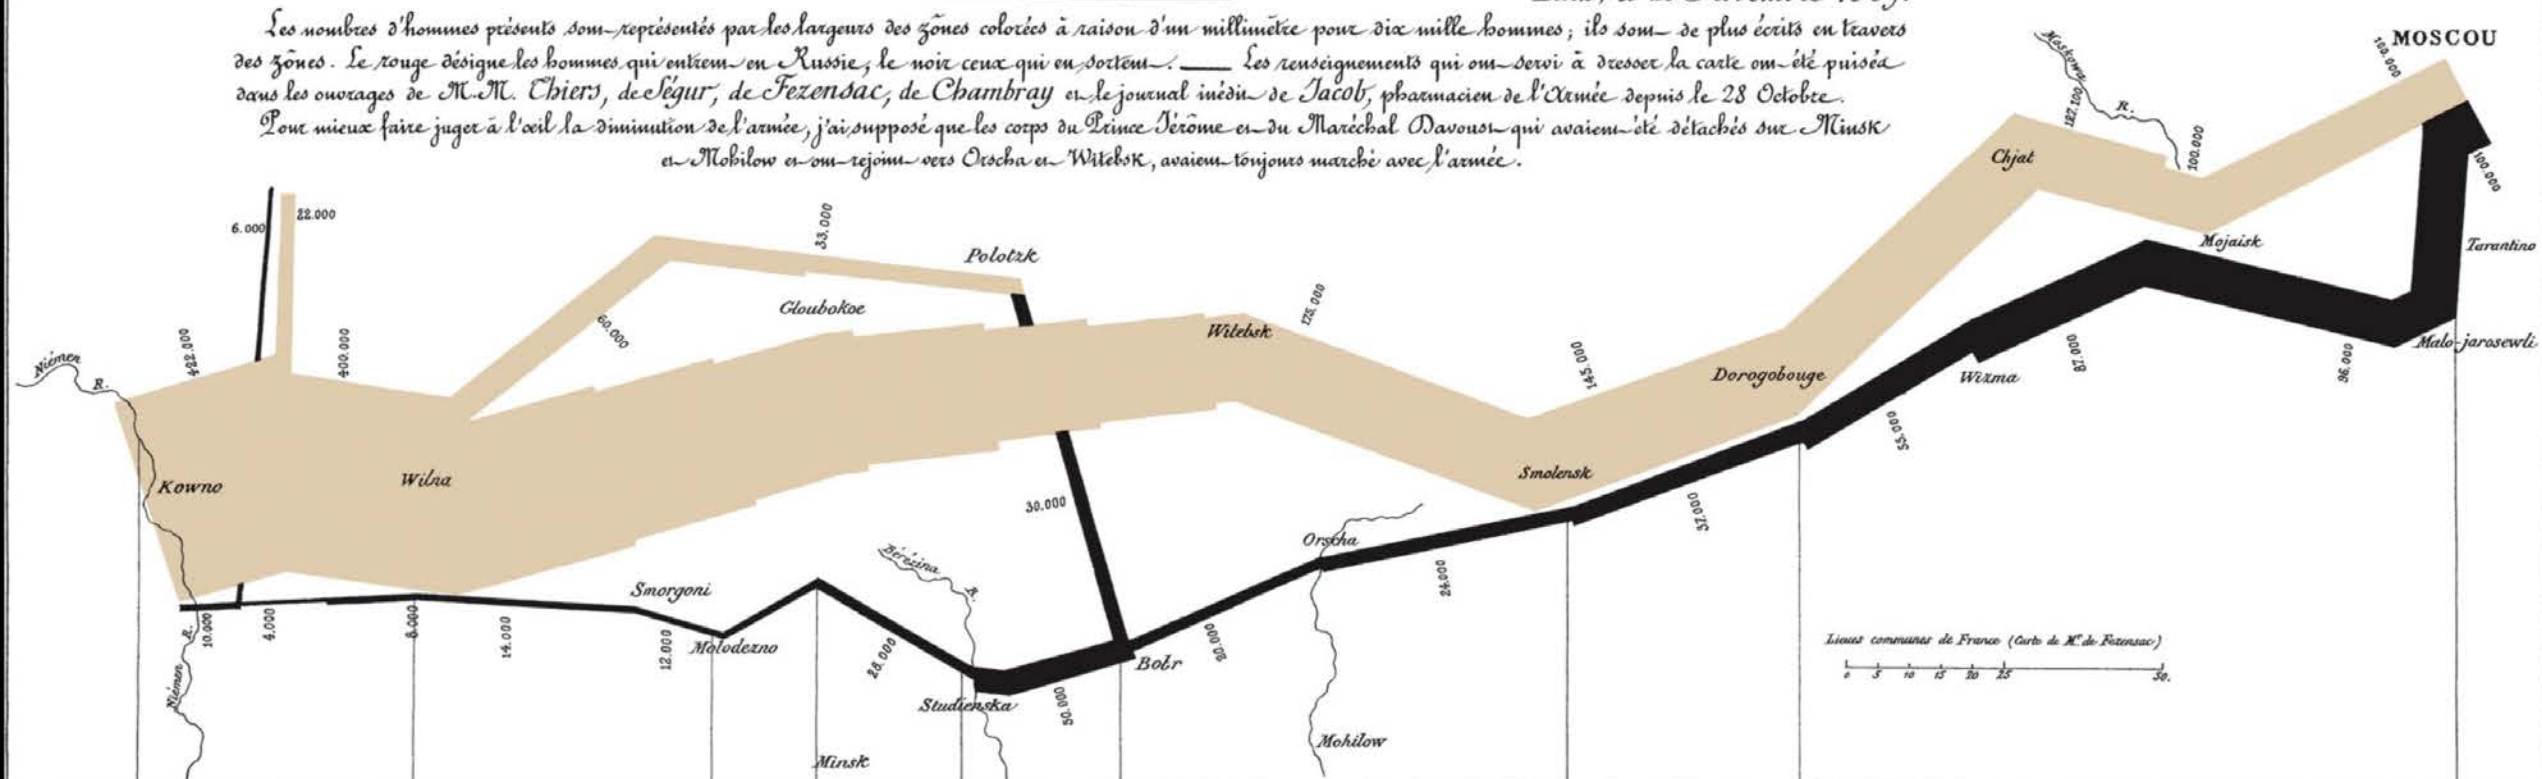 Les nombres d'hommes présents sont représentés par les largeurs des zônes colorées à raison d'un millimètre pour dix mille hommes; ils sont de plus écrits en travers
des zônes. Le rouge désigne les hommes qui entrent en Russie, le noir ceux qui en sortent. — Les renseignements qui ont servi à dresser la carte ont été puisés
dans les ouvrages de M.M. Thiers, de Ségur, de Fezensac, de Chambray et le journal inédit de Jacob, pharmacien de l'Armée depuis le 28 Octobre.
Pour mieux faire juger à l'œil la diminution de l'armée, j'ai supposé que les corps du Prince Jérôme et du Maréchal Davoust qui avaient été détachés sur Minsk
et Mohilow et ont rejoint vers Orscha et Witebsk, avaient toujours marché avec l'armée.
Moskowa
R.
MOSCOU
100.000
127.100
100.000
100.000
Chjat
Mojaisk
Tarantino
6.000
22.000
33.000
Polotzk
60.000
Gloubokoe
Witebsk
175.000
422.000
400.000
Niémen
R.
145.000
Dorogobouge
Wizma
87.000
96.000
Malo-jarosewli
55.000
Kowno
Wilna
Smolensk
30.000
37.000
Orscha
24.000
Bérézina
R.
Smorgoni
10.000
4.000
8.000
14.000
12.000
Molodezno
28.000
Studienska
50.000
Bobr
20.000
Niémen
R.
Minsk
Mohilow
Lieues communes de France (Carte de Mr. de Fezensac)
0 5 10 15 20 25 50.